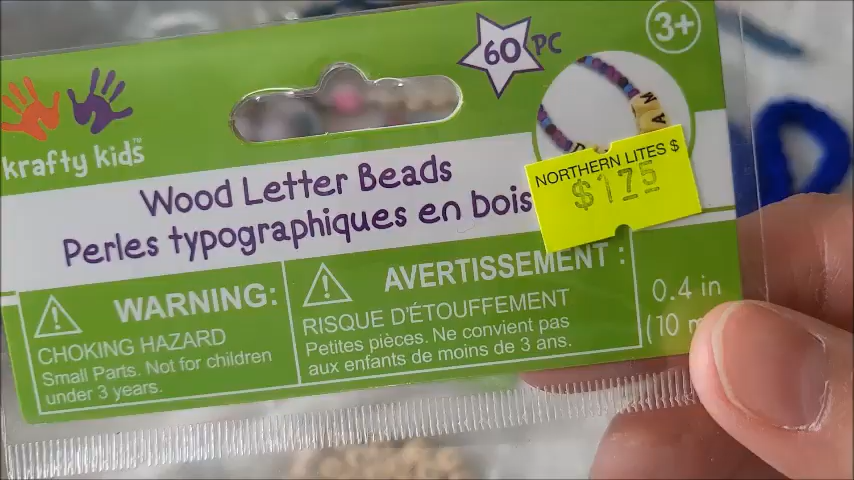 60 PC
3+
krafty kids™
Wood Letter Beads
Perles typographiques en bois
NORTHERN LITES $
$1.75
WARNING:
CHOKING HAZARD
Small Parts. Not for children
under 3 years.
AVERTISSEMENT :
RISQUE D'ÉTOUFFEMENT
Petites pièces. Ne convient pas
aux enfants de moins de 3 ans.
0.4 in
(10 m
M
A